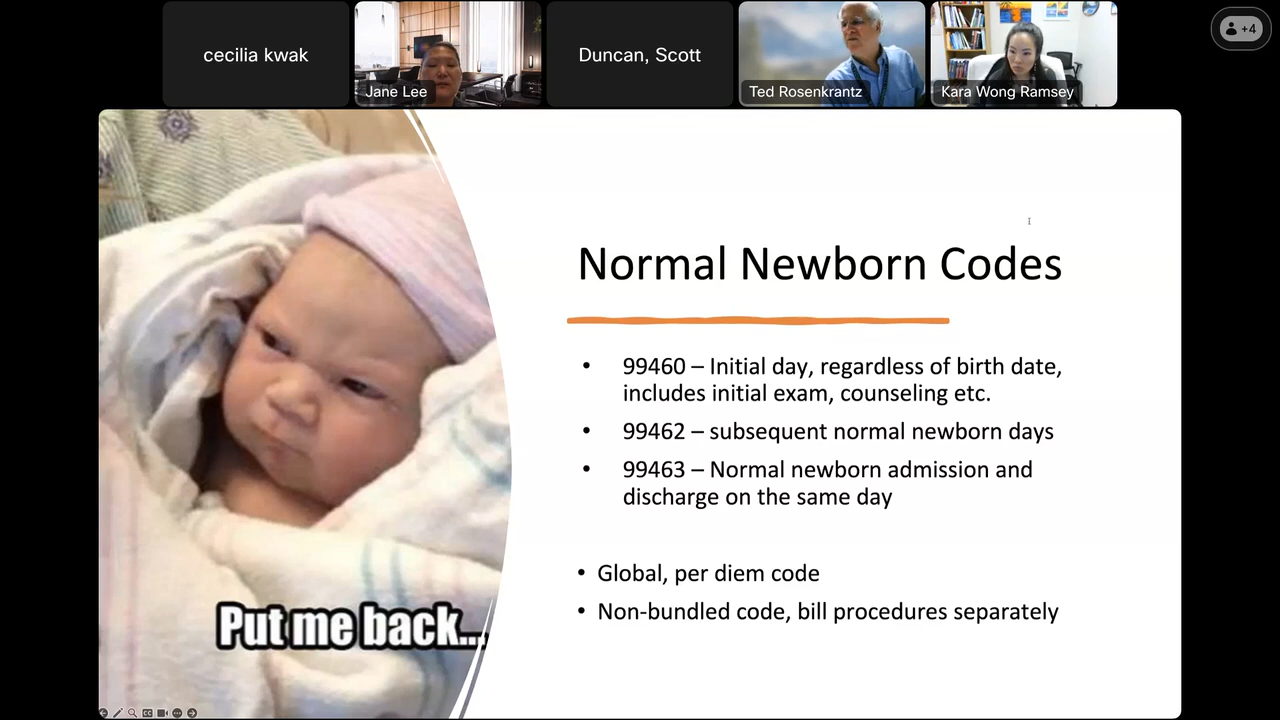 cecilia kwak
Jane Lee
Duncan, Scott
Ted Rosenkrantz
Kara Wong Ramsey
+4
Normal Newborn Codes
• 99460 – Initial day, regardless of birth date,
includes initial exam, counseling etc.
• 99462 – subsequent normal newborn days
• 99463 – Normal newborn admission and
discharge on the same day
• Global, per diem code
• Non-bundled code, bill procedures separately
Put me back...